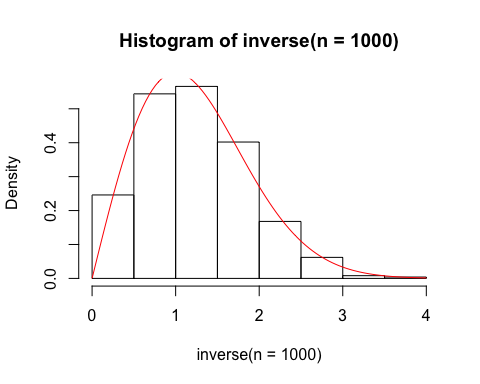 Histogram of inverse(n = 1000)
Density
0.4
0.2
0.0
0 1 2 3 4
inverse(n = 1000)